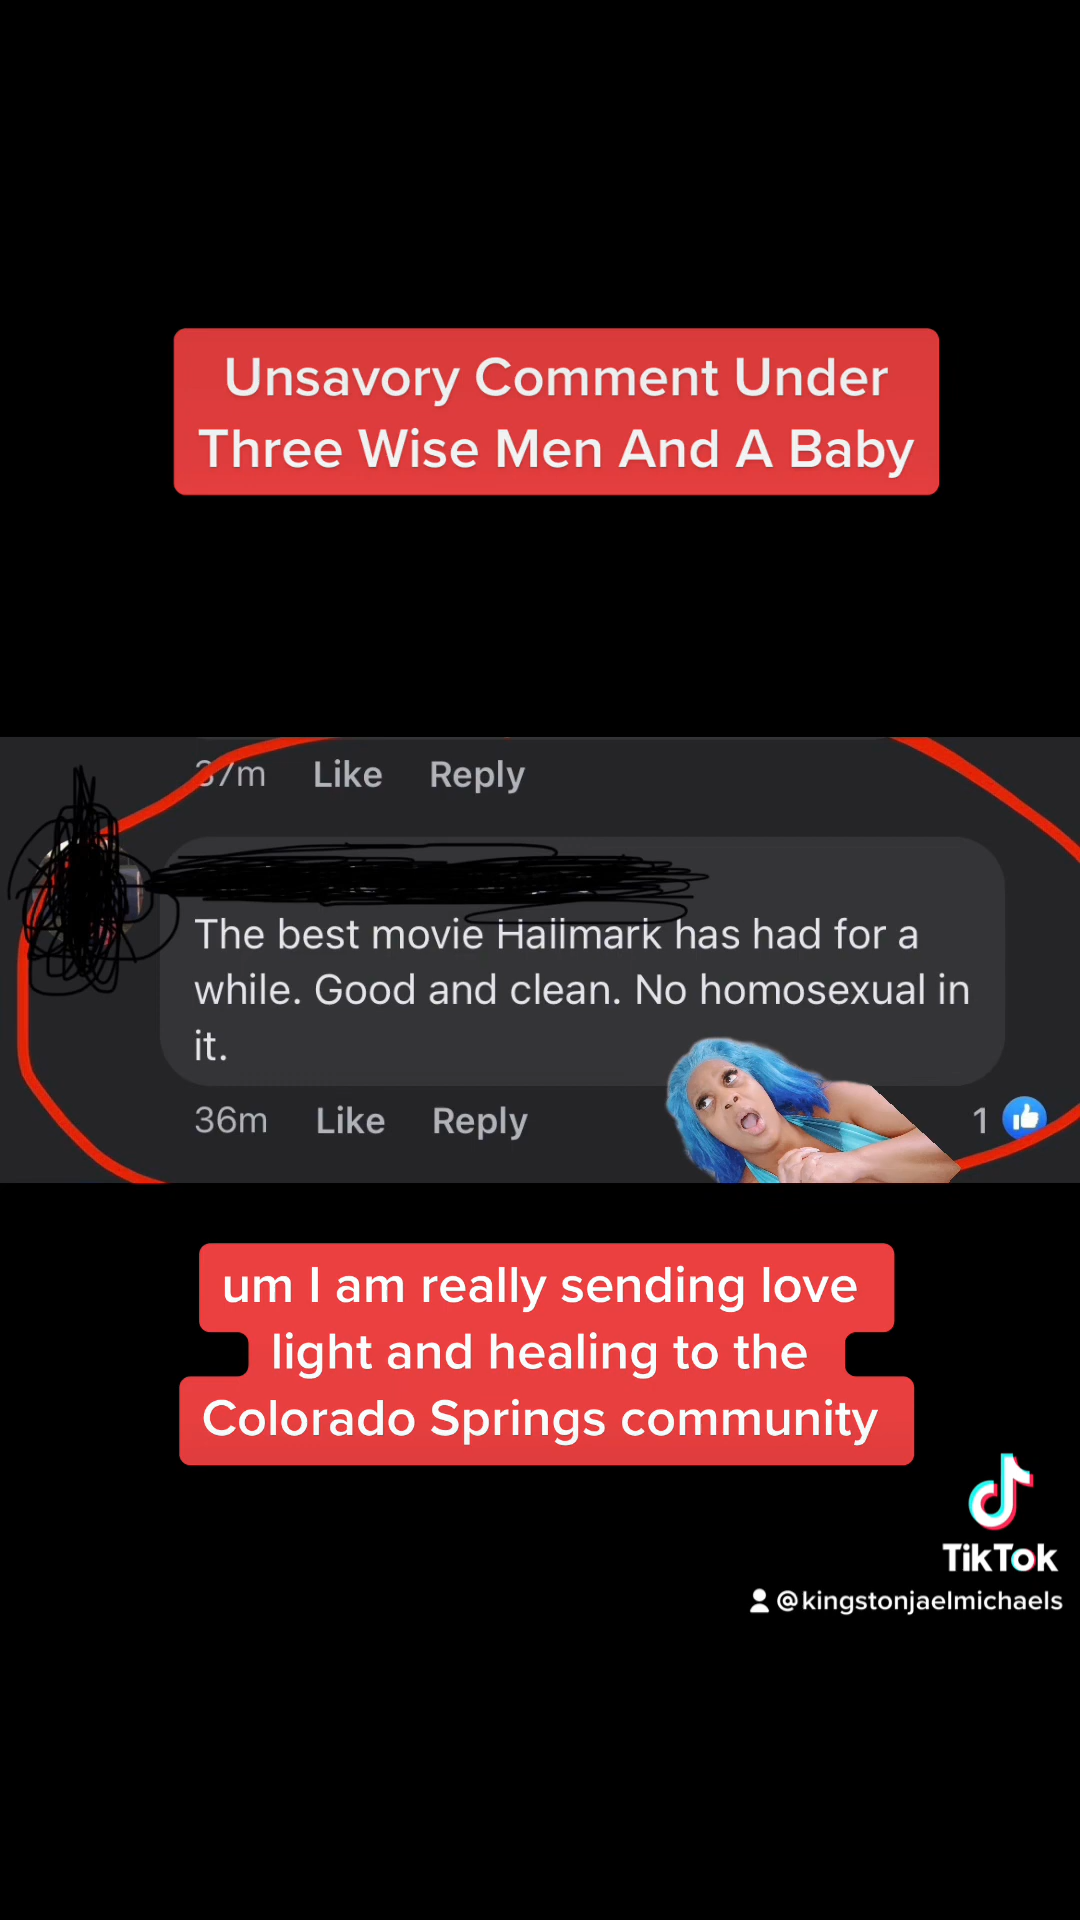 Unsavory Comment Under
Three Wise Men And A Baby
37m Like Reply
The best movie Hallmark has had for a
while. Good and clean. No homosexual in
it.
36m Like Reply 1
um I am really sending love
light and healing to the
Colorado Springs community
TikTok
@kingstonjaelmichaels